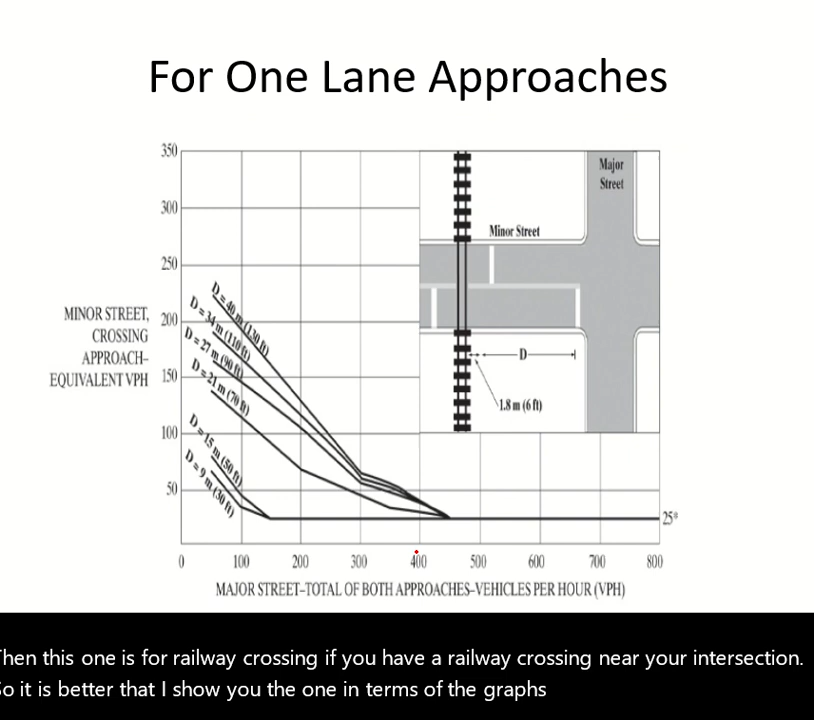 For One Lane Approaches
350
300
250
200
150
100
50
MINOR STREET,
CROSSING
APPROACH–
EQUIVALENT VPH
D = 40 m (130 ft)
D = 34 m (110 ft)
D = 27 m (90 ft)
D = 21 m (70 ft)
D = 15 m (50 ft)
D = 9 m (30 ft)
Major
Street
Minor Street
D
1.8 m (6 ft)
25*
0 100 200 300 400 500 600 700 800
MAJOR STREET–TOTAL OF BOTH APPROACHES–VEHICLES PER HOUR (VPH)
Then this one is for railway crossing if you have a railway crossing near your intersection.
So it is better that I show you the one in terms of the graphs